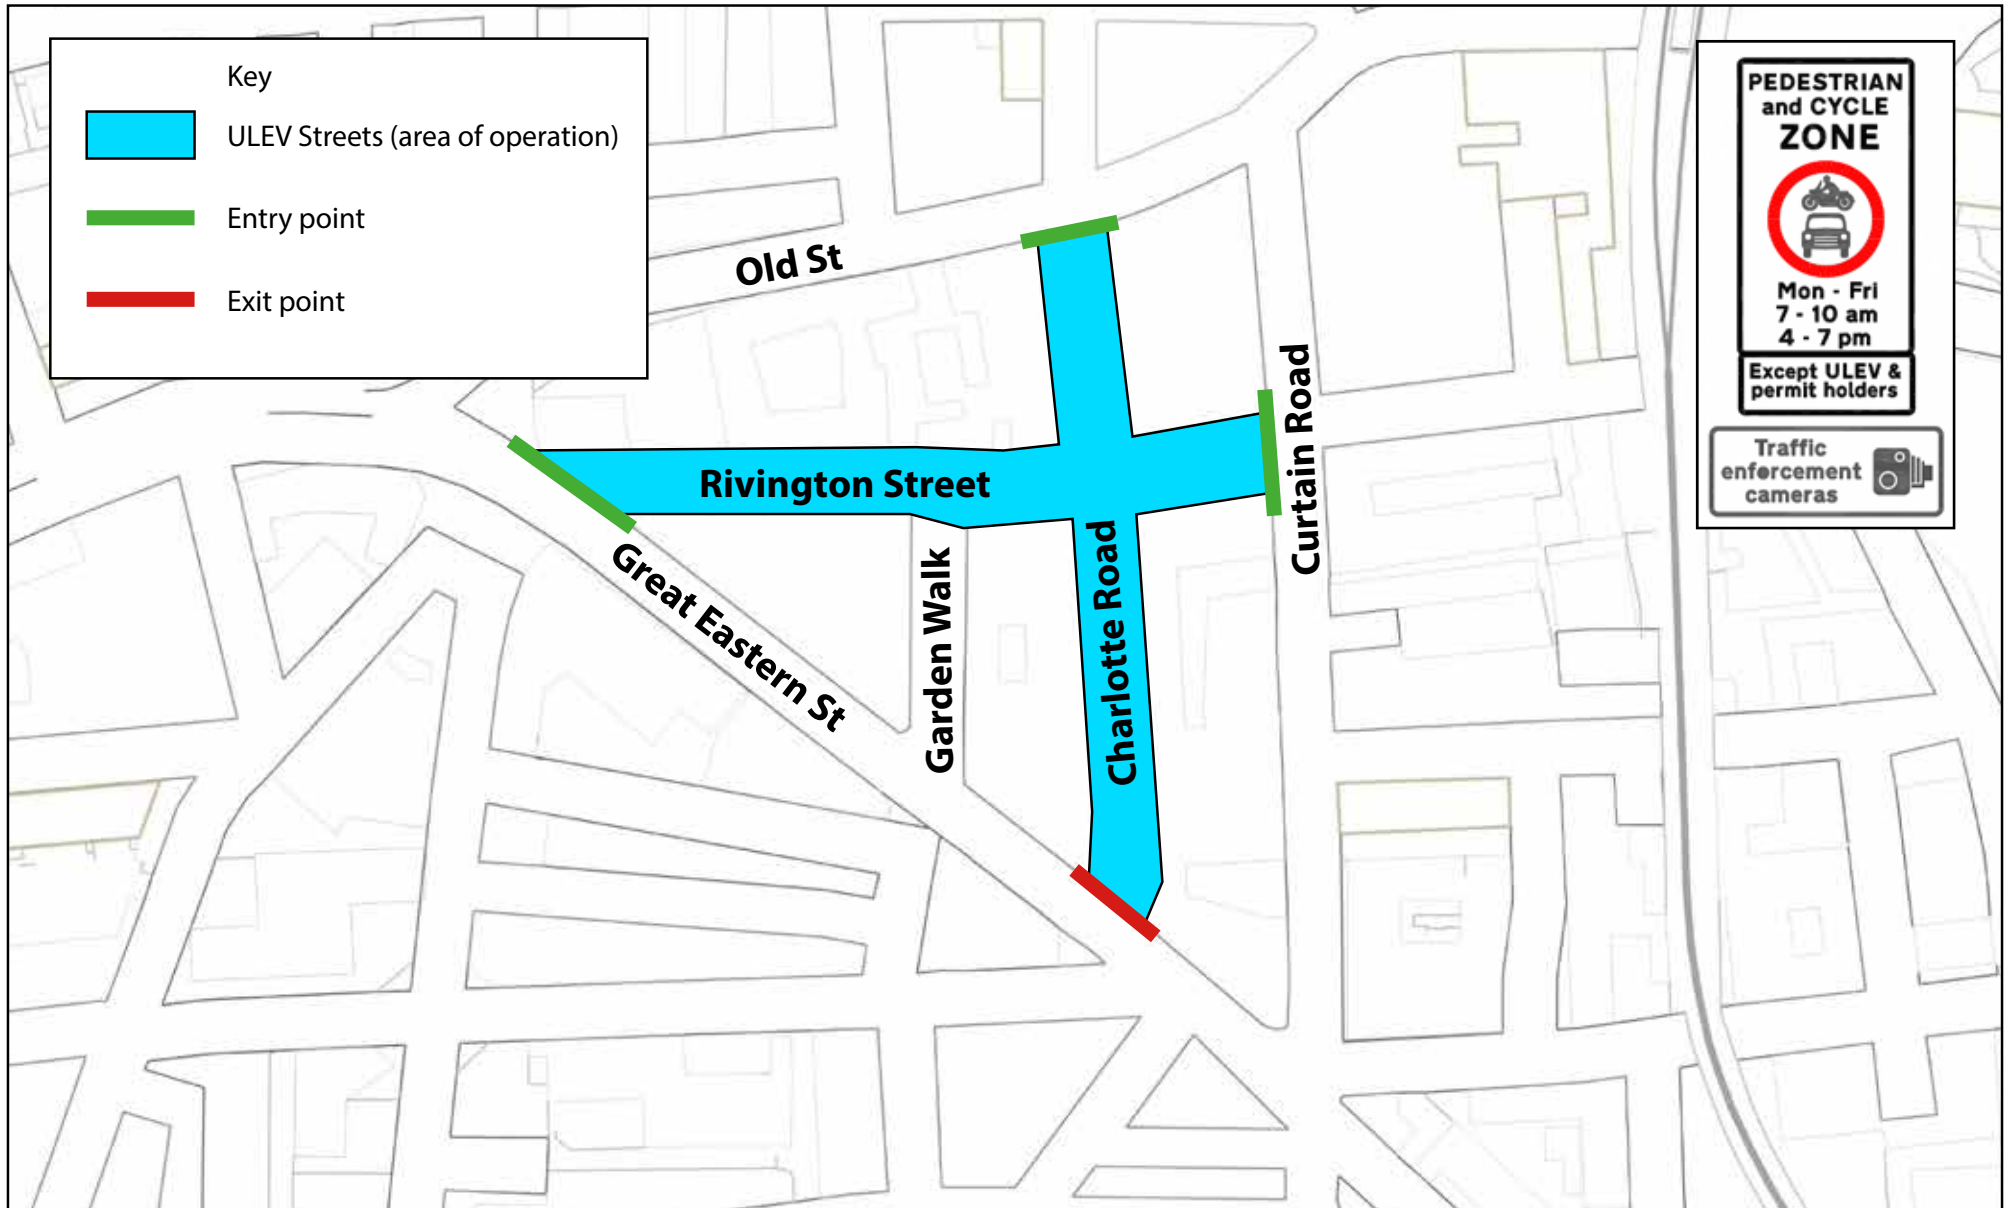 Key
ULEV Streets (area of operation)
Entry point
Exit point
PEDESTRIAN
and CYCLE
ZONE
Mon - Fri
7 - 10 am
4 - 7 pm
Except ULEV &
permit holders
Traffic
enforcement
cameras
Old St
Curtain Road
Rivington Street
Great Eastern St
Garden Walk
Charlotte Road